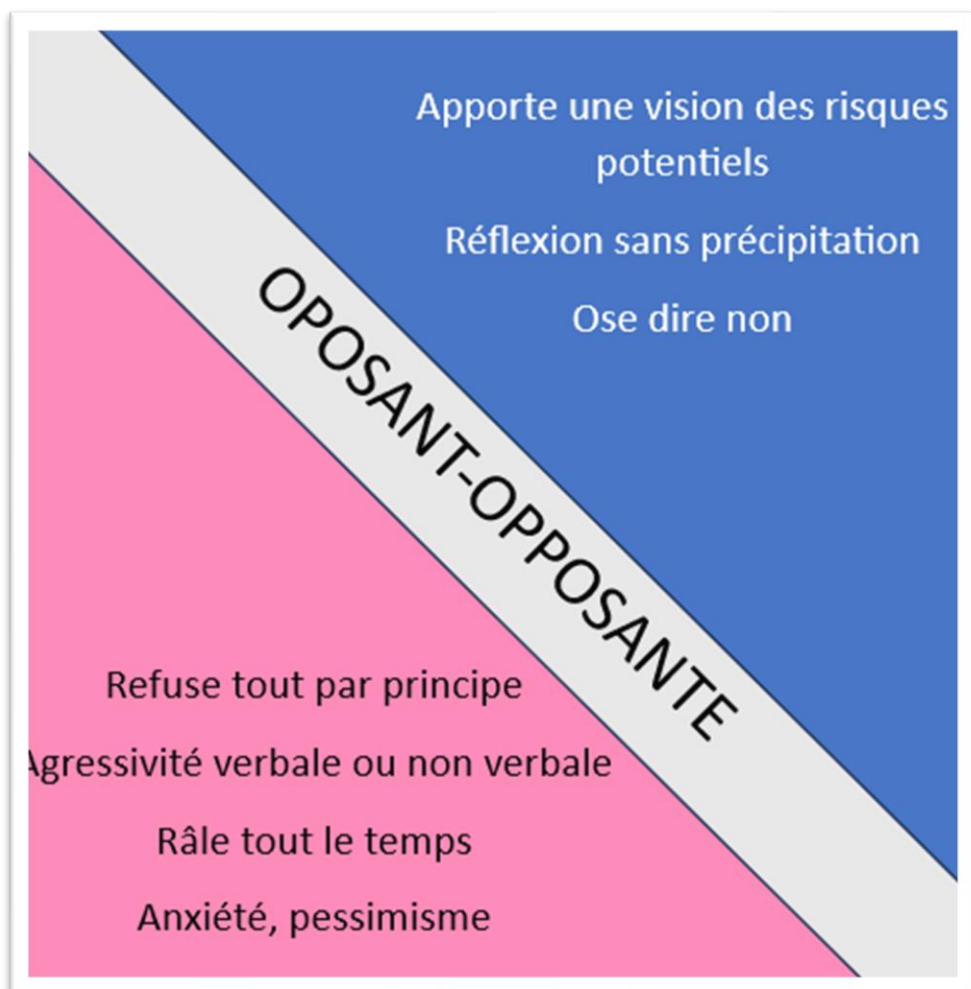 Apporte une vision des risques
potentiels
Réflexion sans précipitation
Ose dire non
OPOSANT-OPPOSANTE
Refuse tout par principe
Agressivité verbale ou non verbale
Râle tout le temps
Anxiété, pessimisme